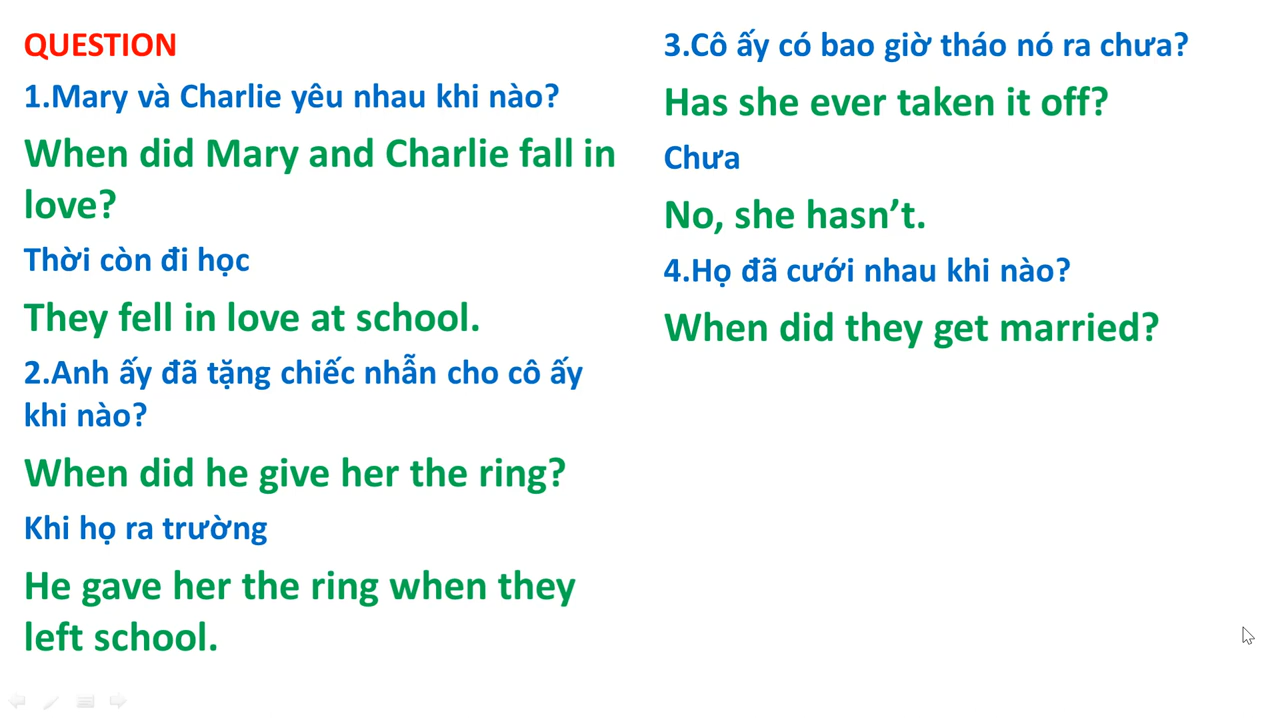 QUESTION
1.Mary và Charlie yêu nhau khi nào?
When did Mary and Charlie fall in
love?
Thời còn đi học
They fell in love at school.
2.Anh ấy đã tặng chiếc nhẫn cho cô ấy
khi nào?
When did he give her the ring?
Khi họ ra trường
He gave her the ring when they
left school.
3.Cô ấy có bao giờ tháo nó ra chưa?
Has she ever taken it off?
Chưa
No, she hasn’t.
4.Họ đã cưới nhau khi nào?
When did they get married?